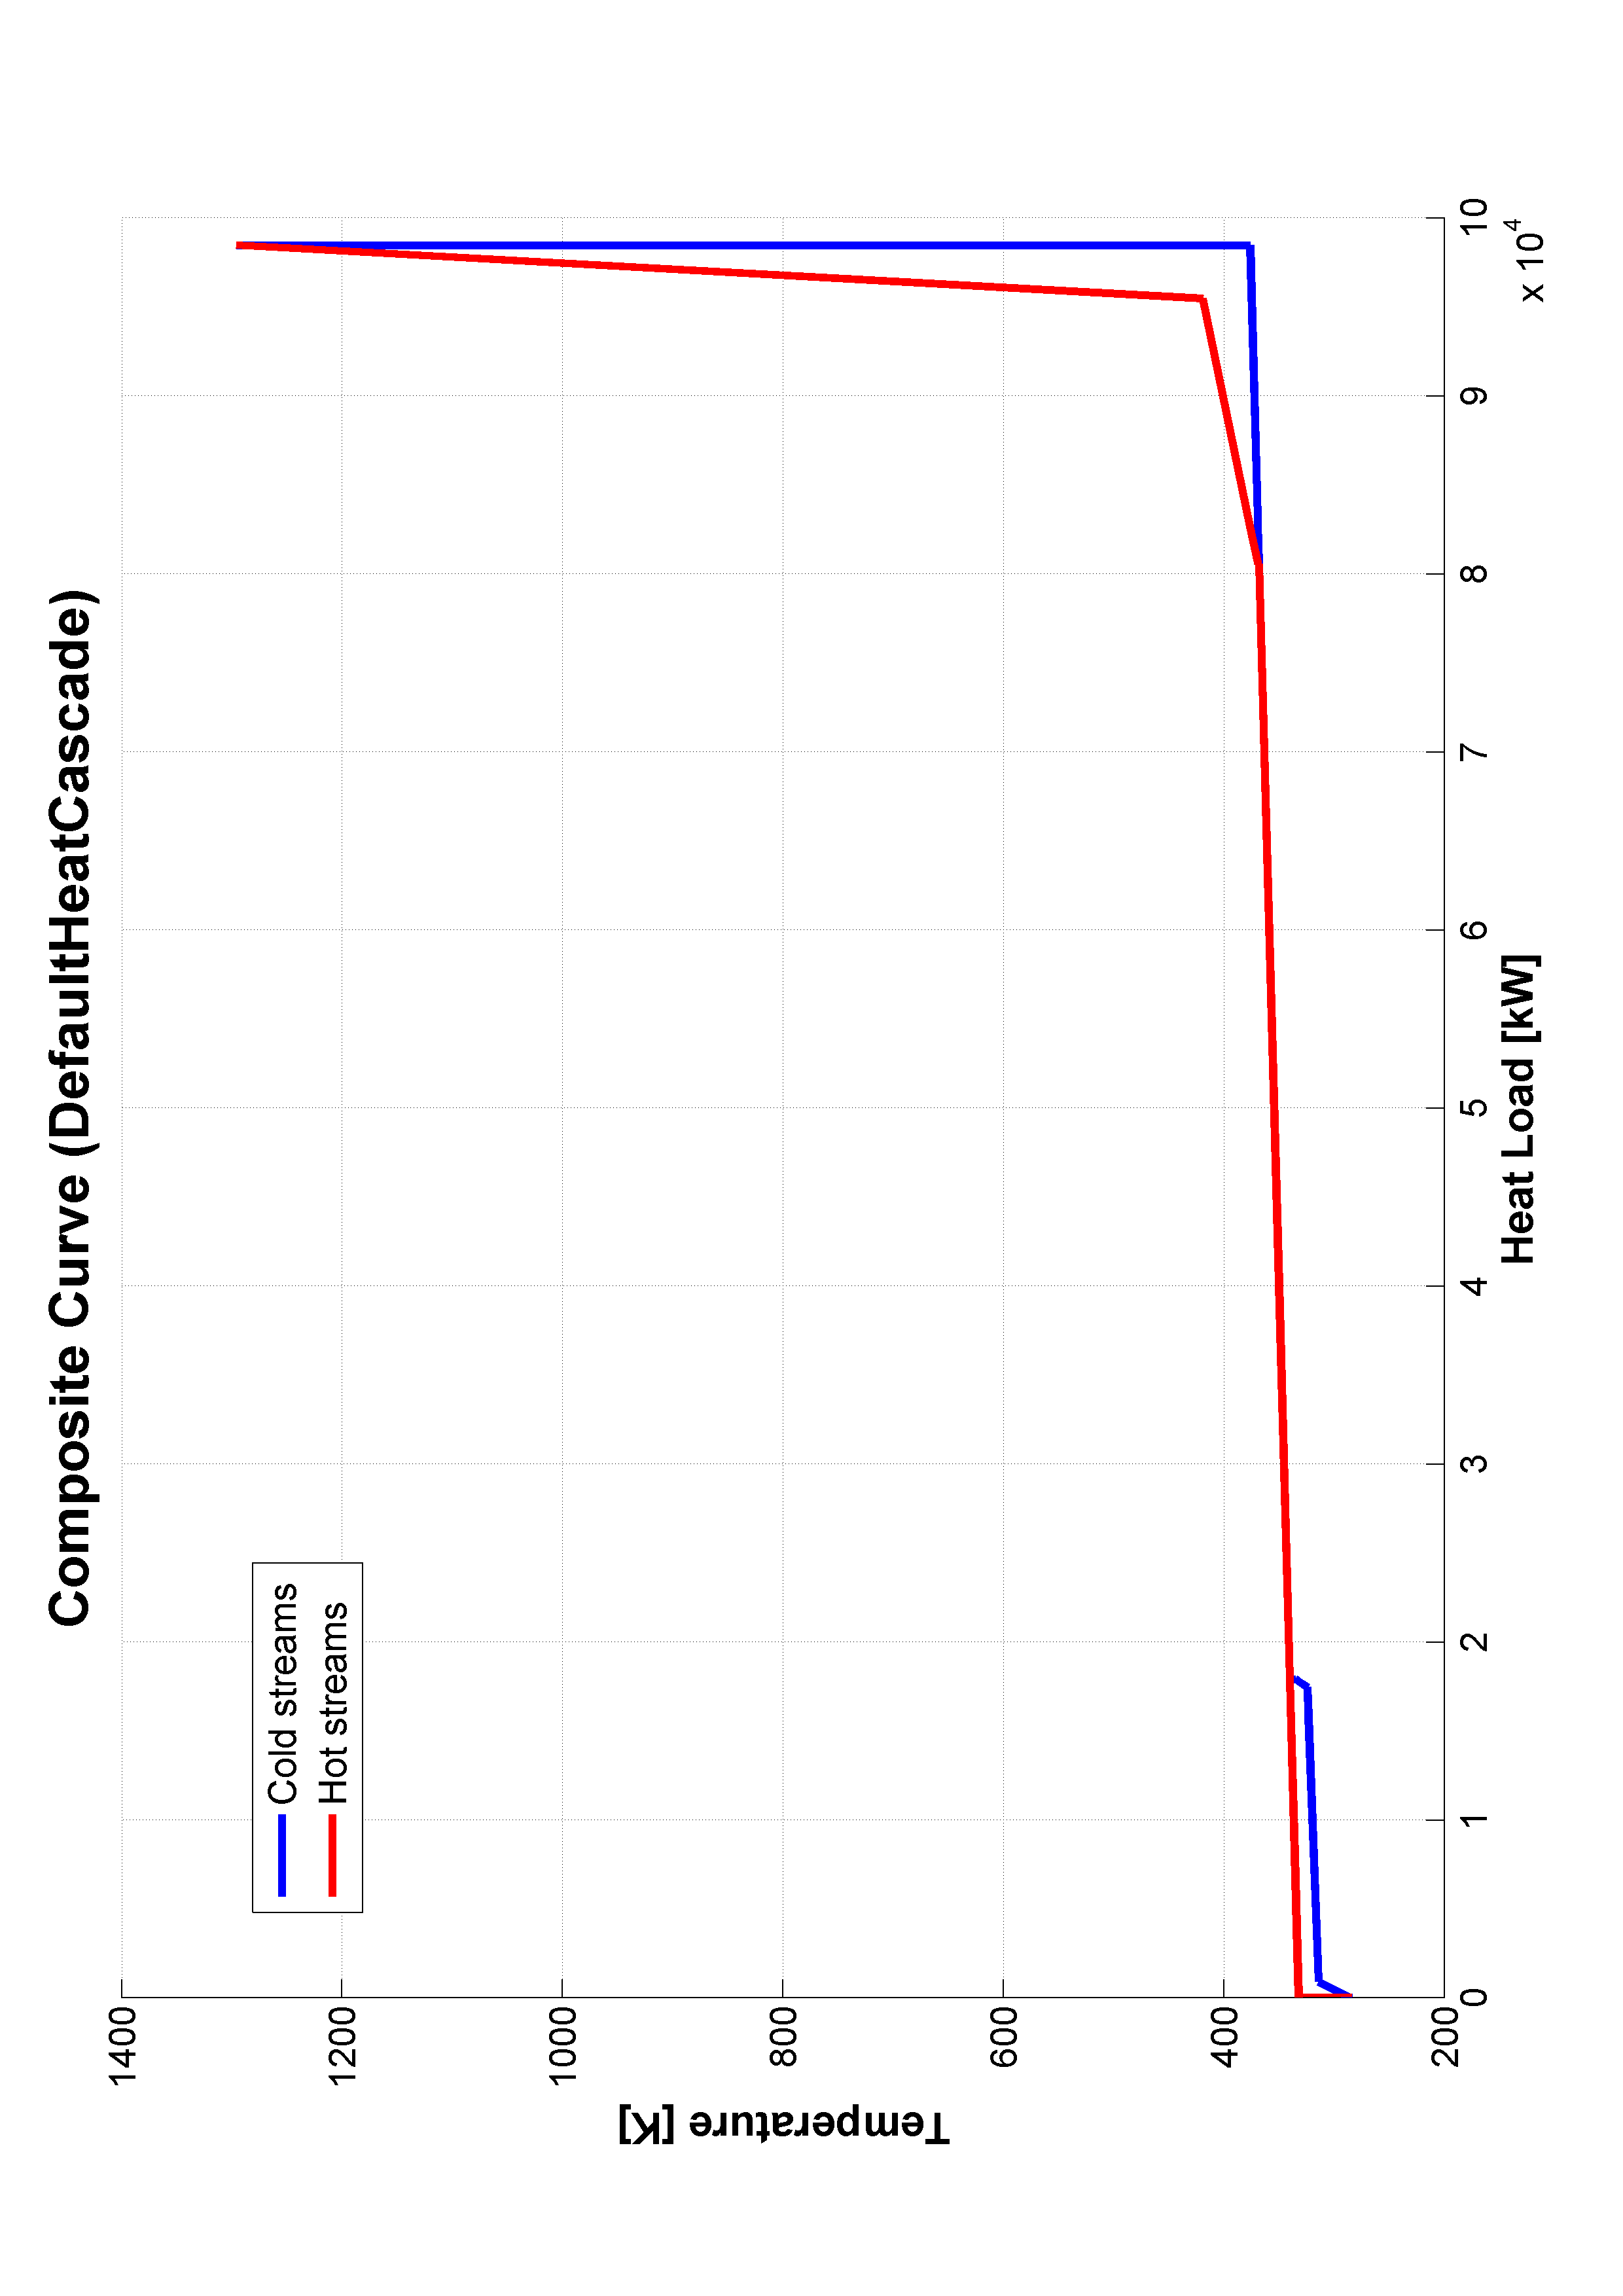 Composite Curve (DefaultHeatCascade)
Cold streams
Hot streams
Temperature [K]
1400
1200
1000
800
600
400
200
0 1 2 3 4 5 6 7 8 9 10
x 10^4
Heat Load [kW]